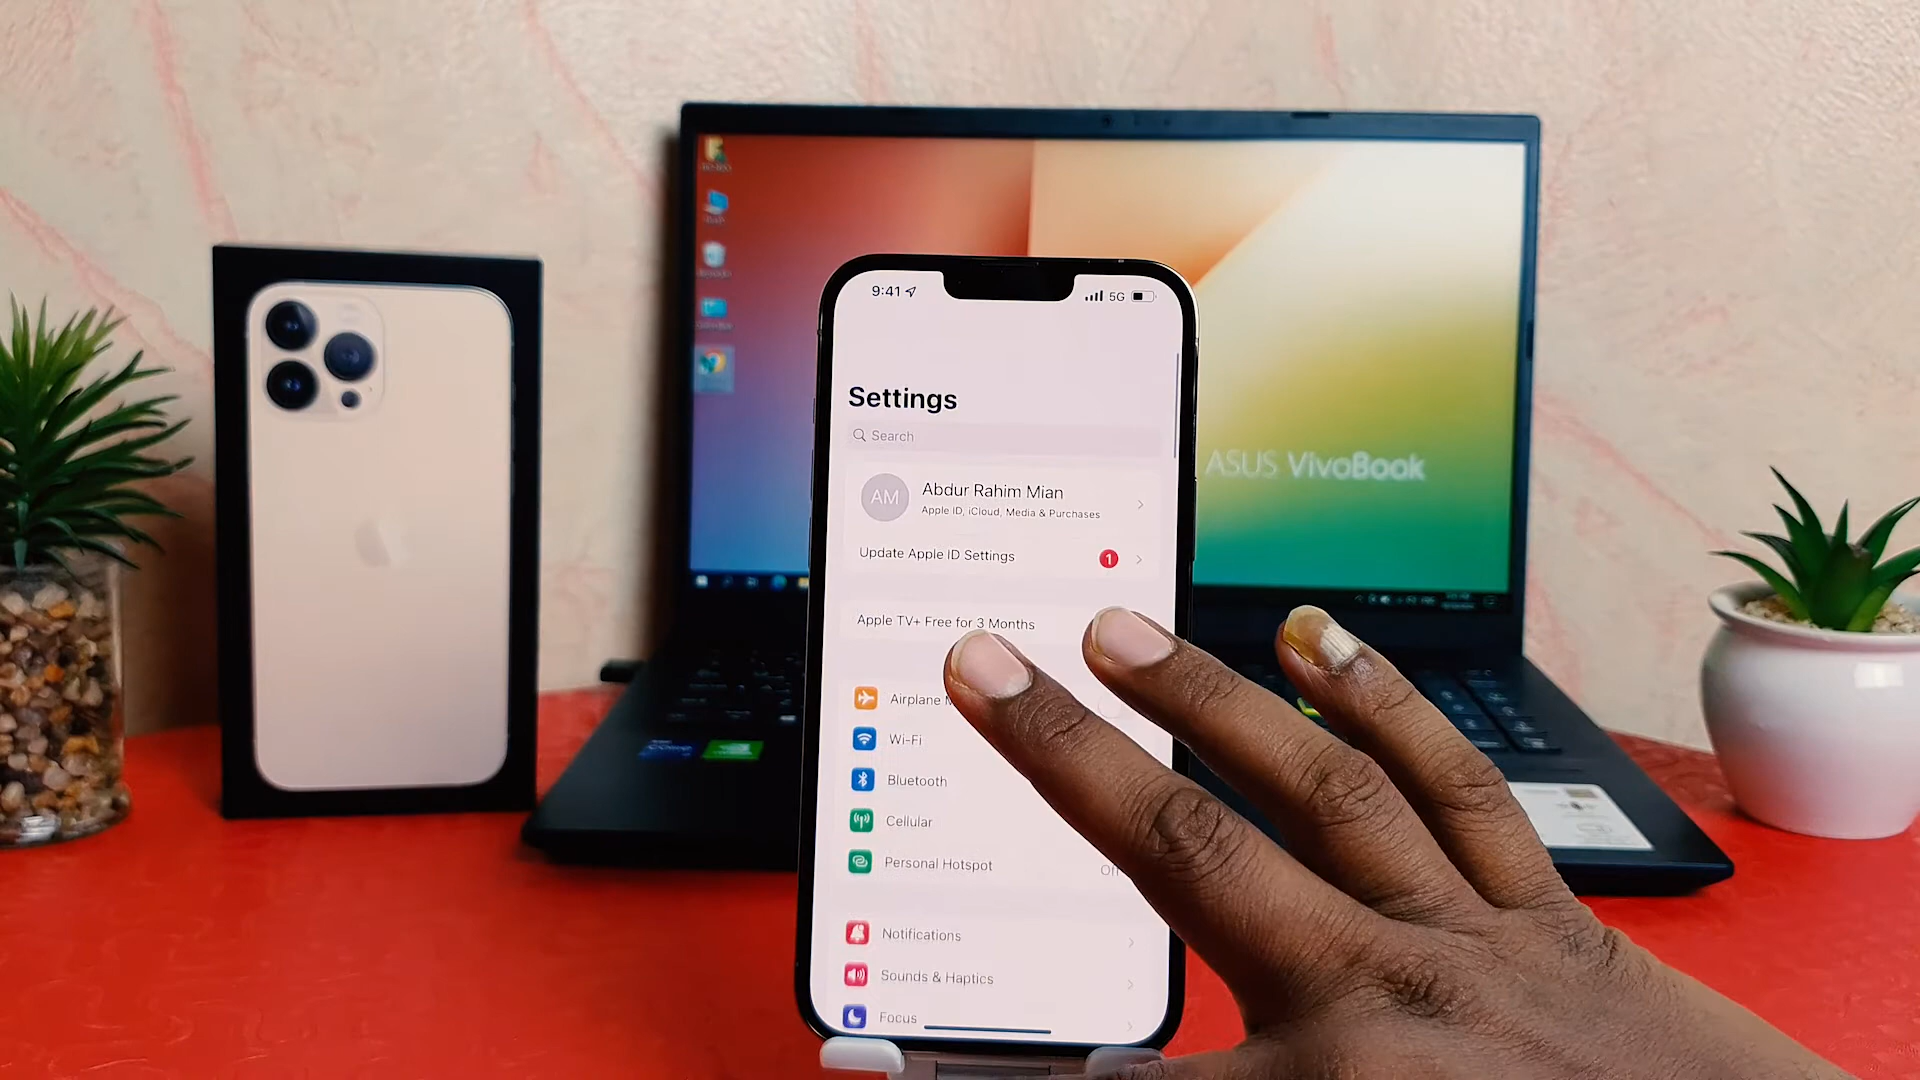 9:41
5G
Settings
Search
AM
Abdur Rahim Mian
Apple ID, iCloud, Media & Purchases
Update Apple ID Settings
1
Apple TV+ Free for 3 Months
Airplane
Wi-Fi
Bluetooth
Cellular
Personal Hotspot
Off
Notifications
Sounds & Haptics
Focus
ASUS VivoBook